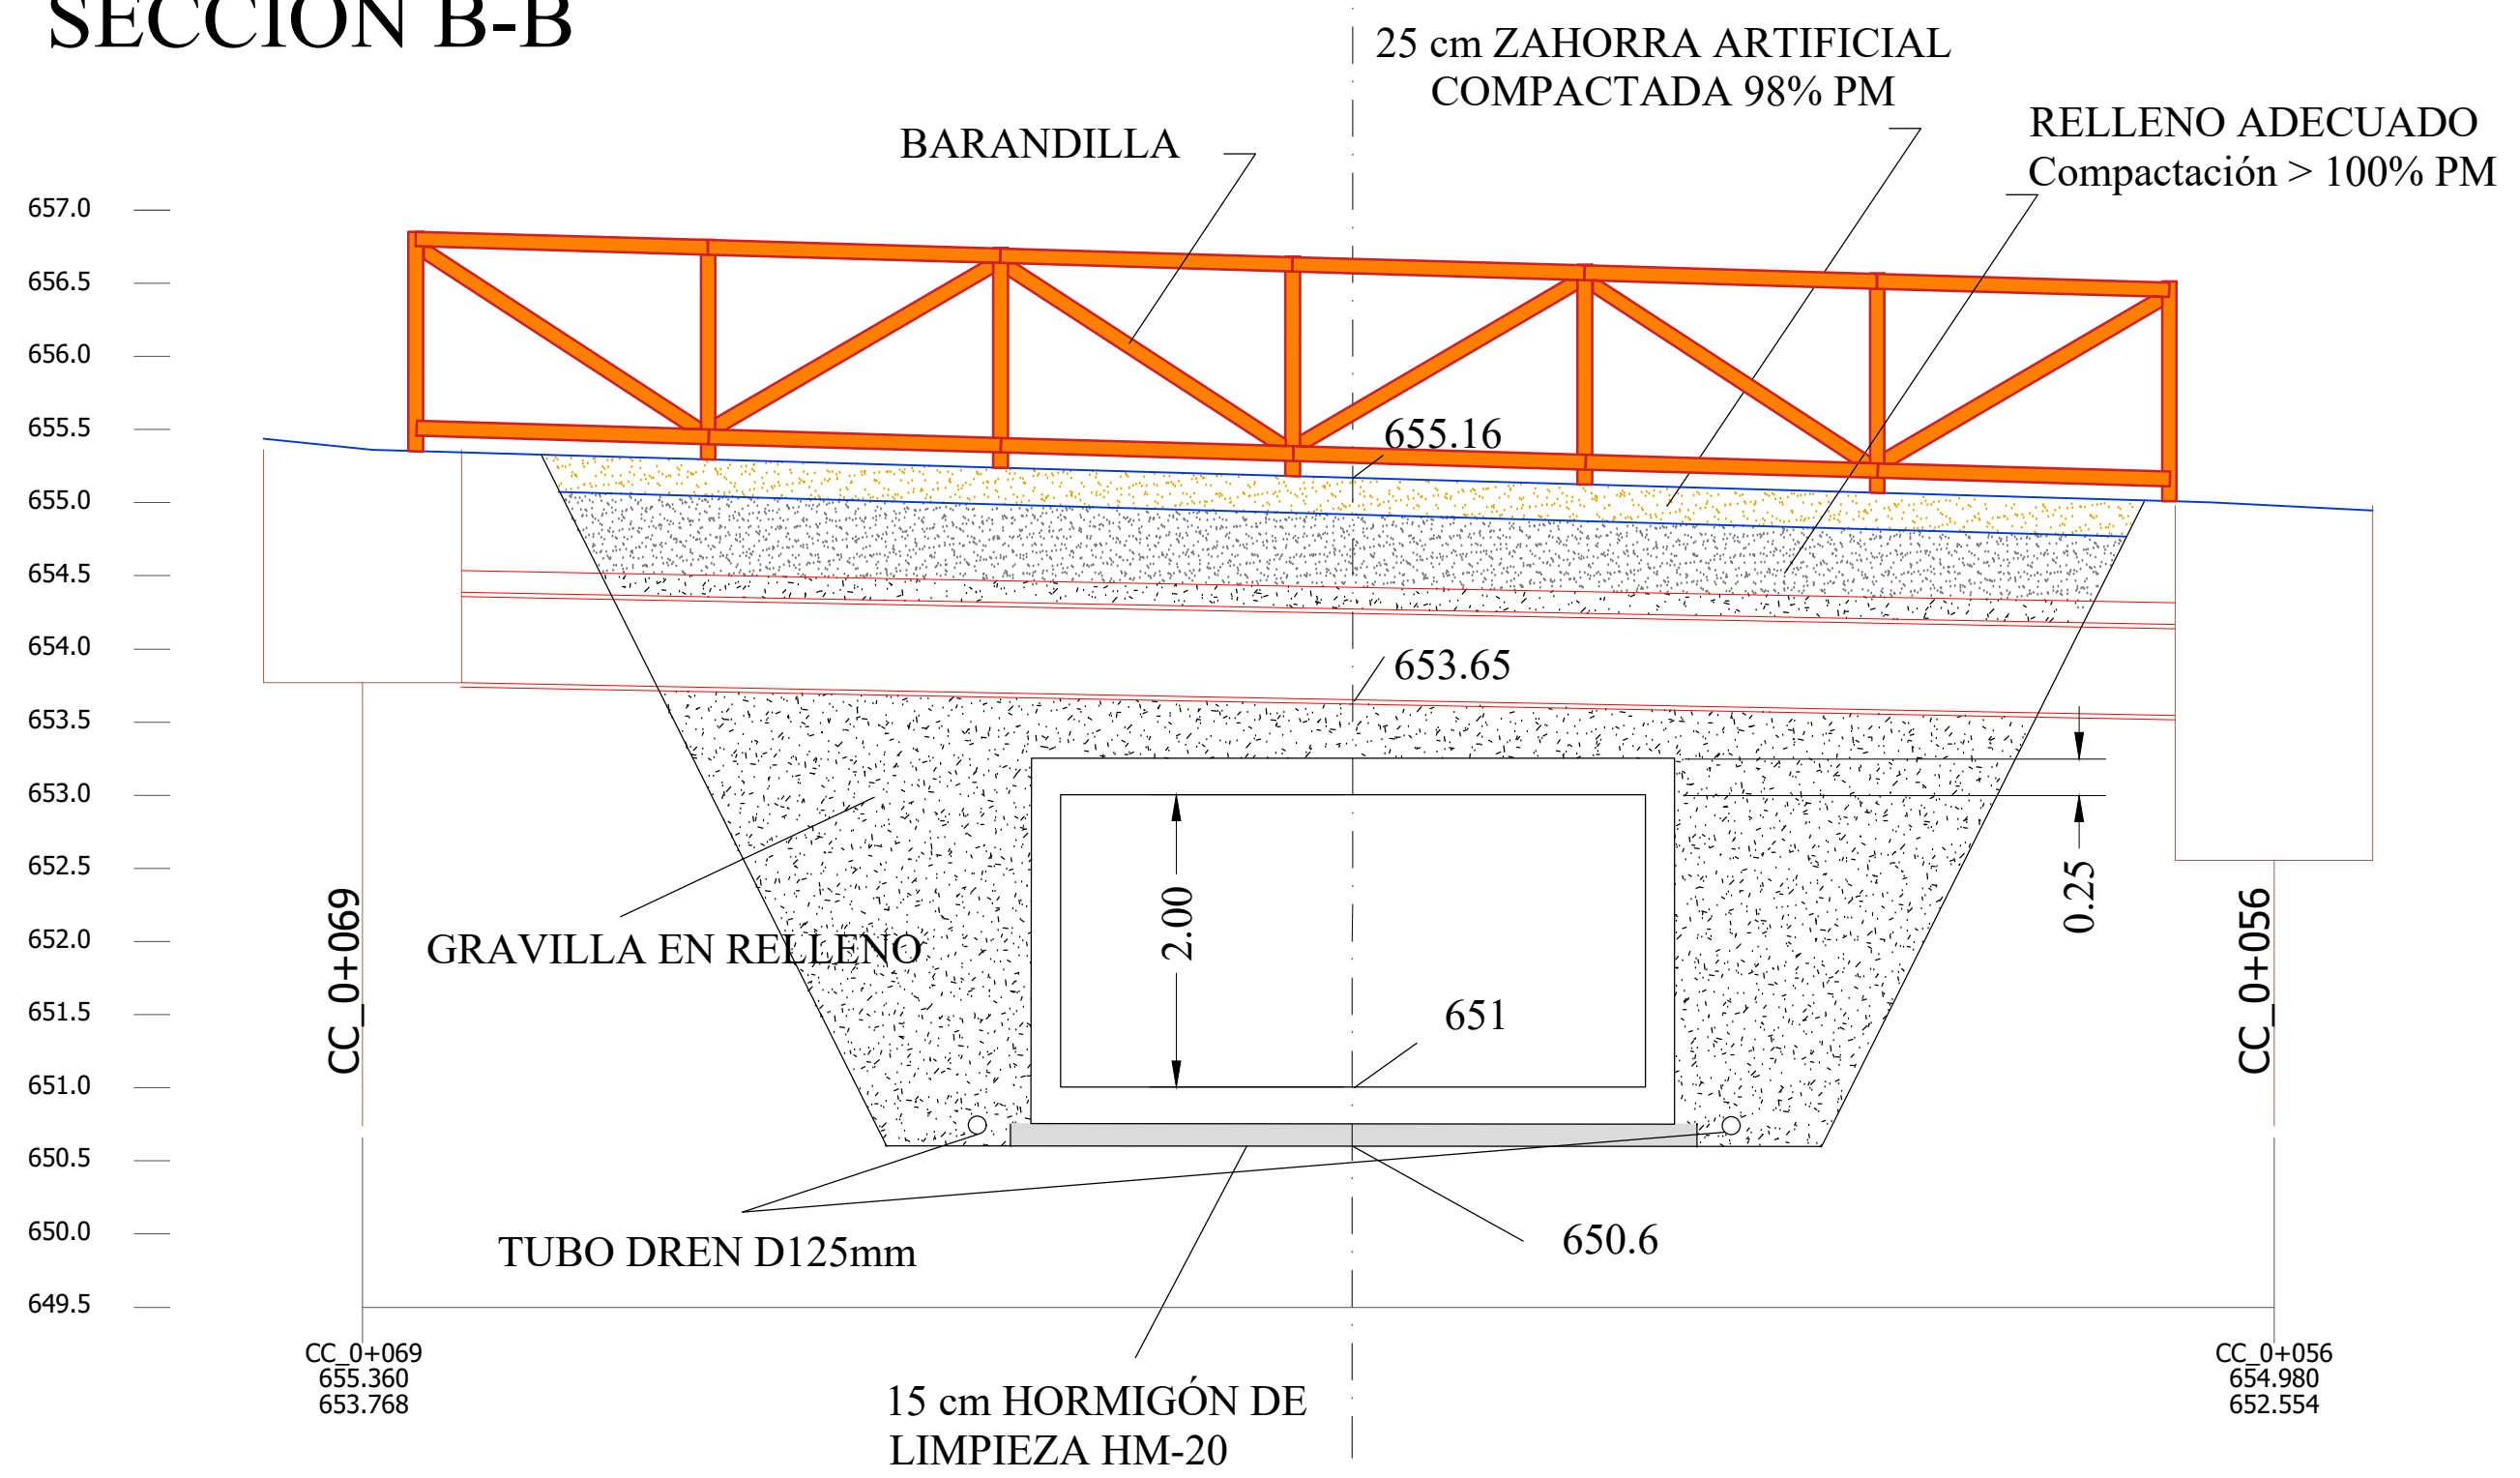 SECCIÓN B-B
25 cm ZAHORRA ARTIFICIAL
COMPACTADA 98% PM
RELLENO ADECUADO
Compactación > 100% PM
BARANDILLA
657.0
656.5
656.0
655.5
655.0
654.5
654.0
653.5
653.0
652.5
652.0
651.5
651.0
650.5
650.0
649.5
655.16
653.65
2.00
0.25
651
650.6
GRAVILLA EN RELLENO
CC_0+069
CC_0+056
TUBO DREN D125mm
15 cm HORMIGÓN DE
LIMPIEZA HM-20
CC_0+069
655.360
653.768
CC_0+056
654.980
652.554